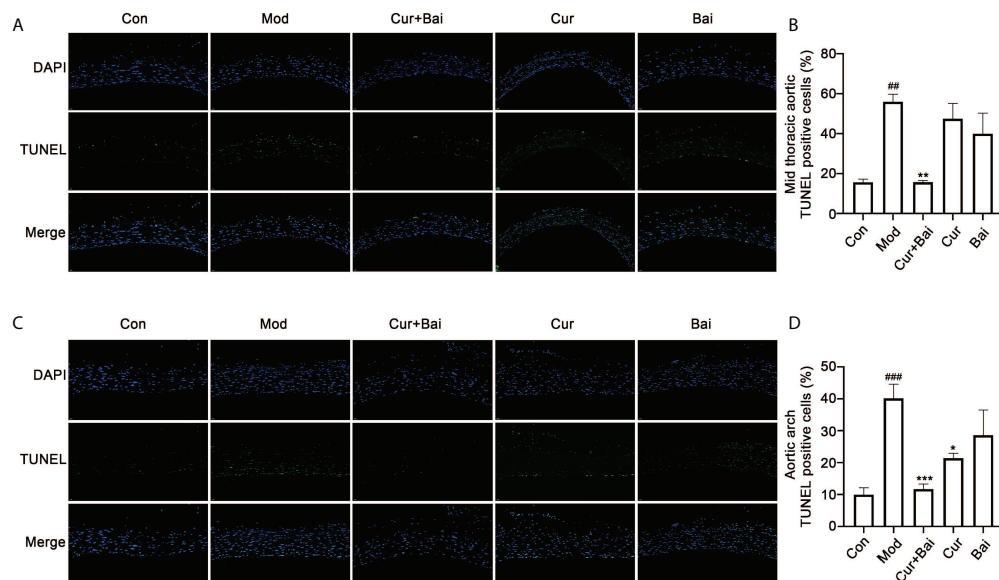 A
Con Mod Cur+Bai Cur Bai
DAPI
TUNEL
Merge
B
Mid thoracic aortic
TUNEL positive ceslls (%)
80
60
40
20
0
##
**
Con Mod Cur+Bai Cur Bai
C
Con Mod Cur+Bai Cur Bai
DAPI
TUNEL
Merge
D
Aortic arch
TUNEL positive cells (%)
50
40
30
20
10
0
###
***
*
Con Mod Cur+Bai Cur Bai